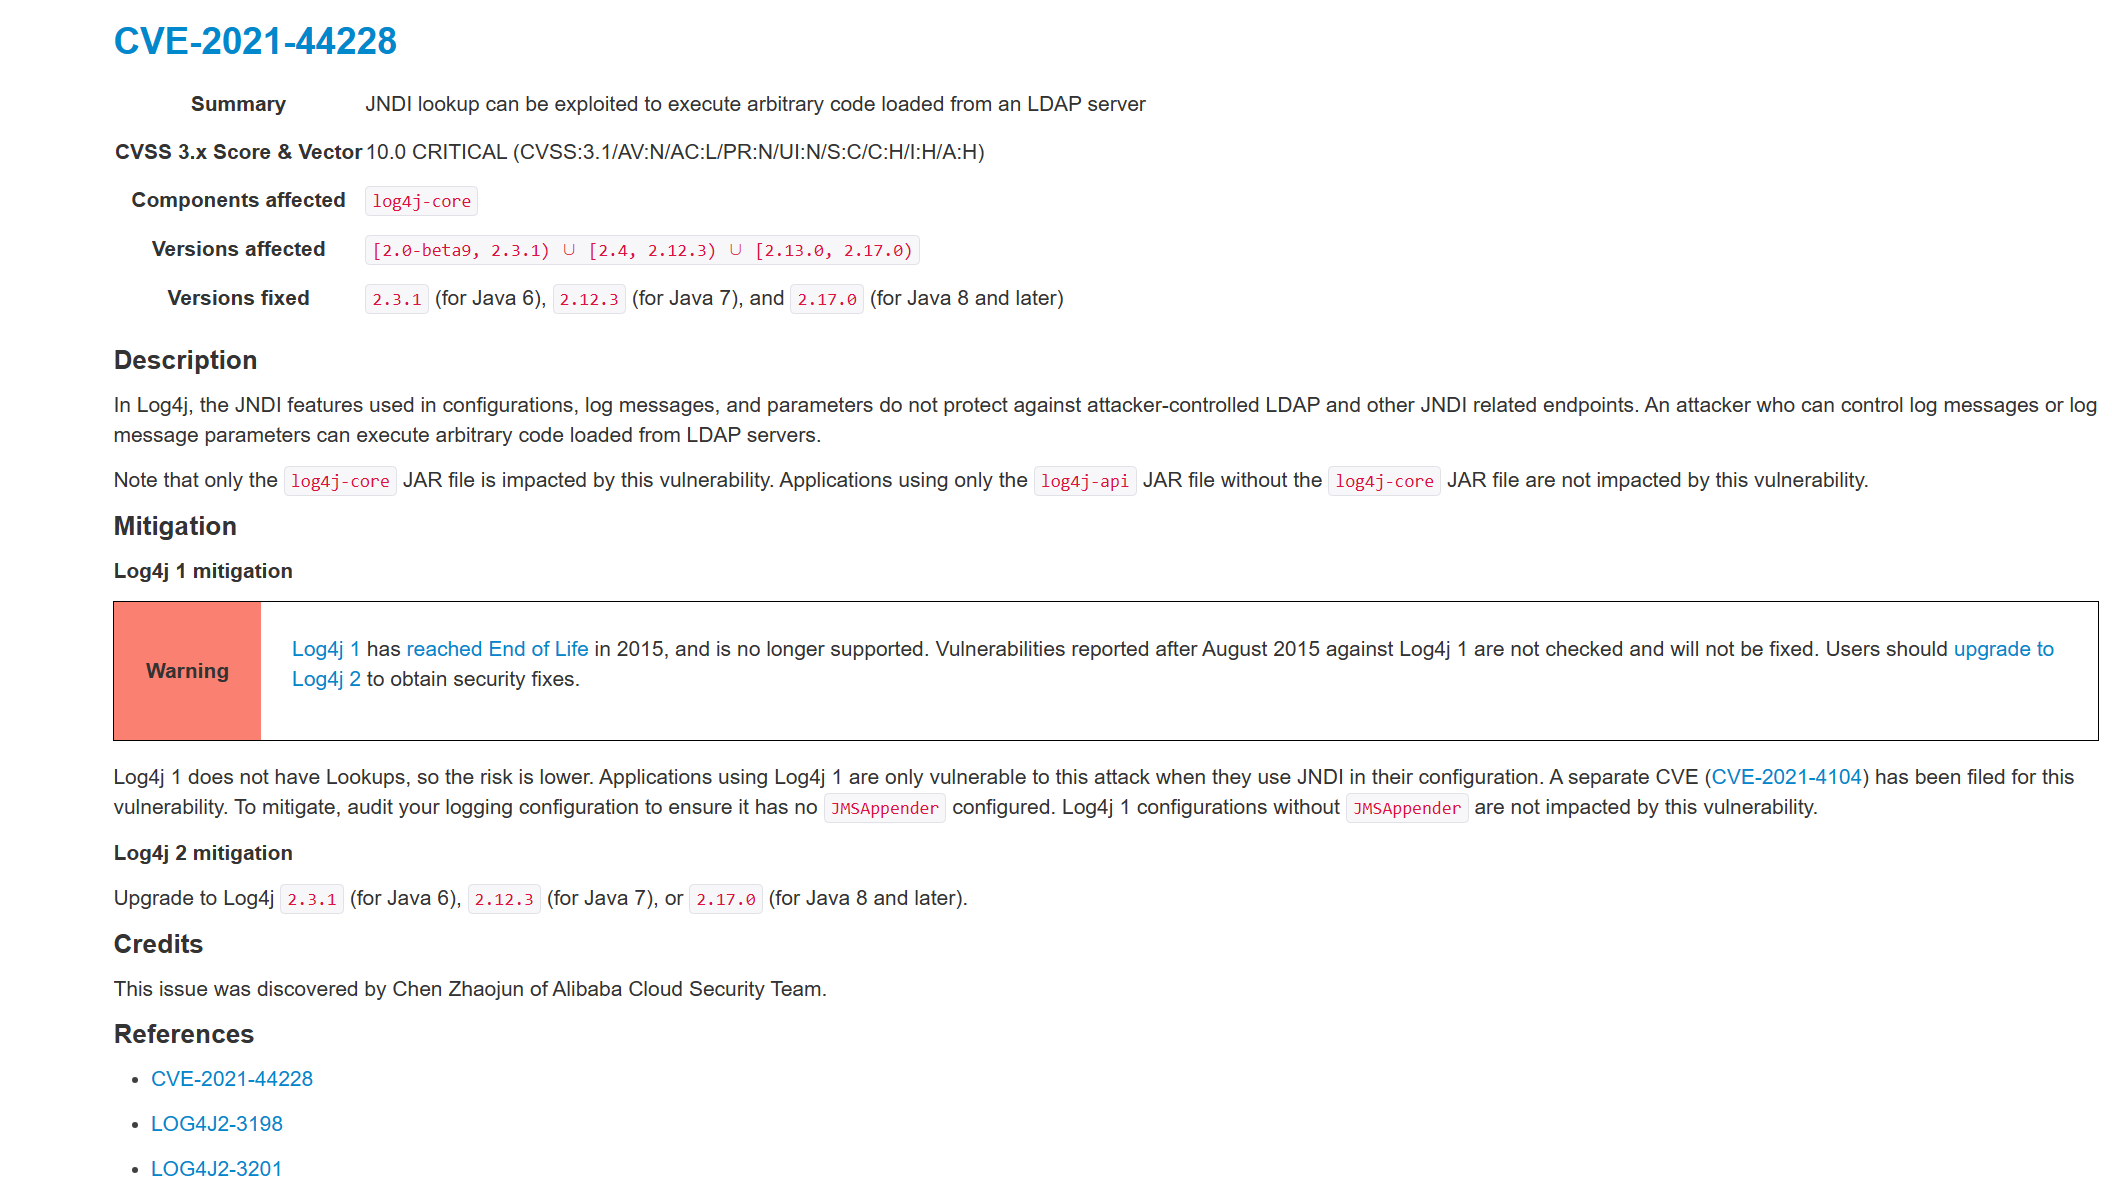 CVE-2021-44228
Summary JNDI lookup can be exploited to execute arbitrary code loaded from an LDAP server
CVSS 3.x Score & Vector 10.0 CRITICAL (CVSS:3.1/AV:N/AC:L/PR:N/UI:N/S:C/C:H/I:H/A:H)
Components affected log4j-core
Versions affected [2.0-beta9, 2.3.1) ∪ [2.4, 2.12.3) ∪ [2.13.0, 2.17.0)
Versions fixed 2.3.1 (for Java 6), 2.12.3 (for Java 7), and 2.17.0 (for Java 8 and later)
Description
In Log4j, the JNDI features used in configurations, log messages, and parameters do not protect against attacker-controlled LDAP and other JNDI related endpoints. An attacker who can control log messages or log
message parameters can execute arbitrary code loaded from LDAP servers.
Note that only the log4j-core JAR file is impacted by this vulnerability. Applications using only the log4j-api JAR file without the log4j-core JAR file are not impacted by this vulnerability.
Mitigation
Log4j 1 mitigation
Log4j 1 has reached End of Life in 2015, and is no longer supported. Vulnerabilities reported after August 2015 against Log4j 1 are not checked and will not be fixed. Users should upgrade to
Warning
Log4j 2 to obtain security fixes.
Log4j 1 does not have Lookups, so the risk is lower. Applications using Log4j 1 are only vulnerable to this attack when they use JNDI in their configuration. A separate CVE (CVE-2021-4104) has been filed for this
vulnerability. To mitigate, audit your logging configuration to ensure it has no JMSAppender configured. Log4j 1 configurations without JMSAppender are not impacted by this vulnerability.
Log4j 2 mitigation
Upgrade to Log4j 2.3.1 (for Java 6), 2.12.3 (for Java 7), or 2.17.0 (for Java 8 and later).
Credits
This issue was discovered by Chen Zhaojun of Alibaba Cloud Security Team.
References
• CVE-2021-44228
• LOG4J2-3198
• LOG4J2-3201